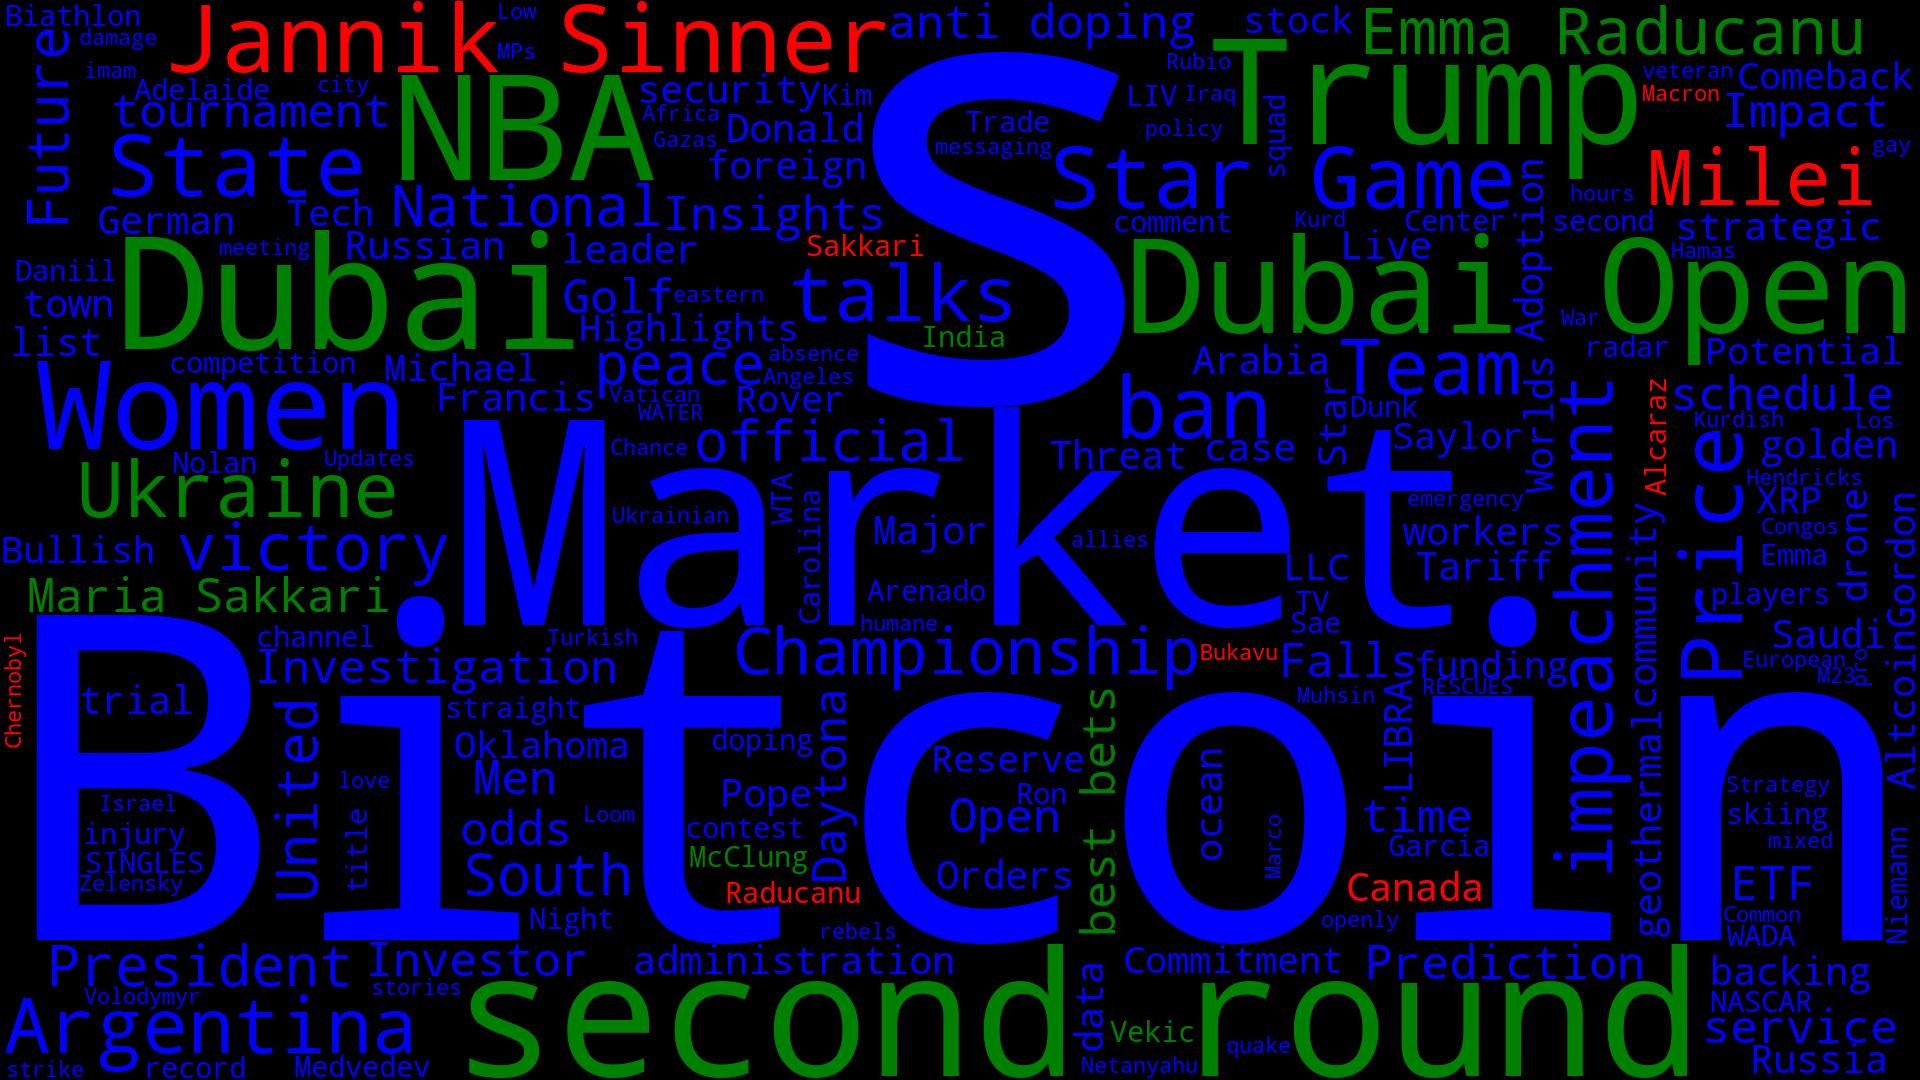 Biathlon
Low
damage
MPs
imam
Jannik Sinner
anti doping
stock
Emma Raducanu
Future
Adelaide
city
tournament
NBA
security
Kim
Africa
Gazas
Donald
foreign
S
Trade
messaging
Rubio
LIV
Iraq
policy
squad
Trump
veteran
Macron
Comeback
Impact
gay
State
German
Tech
National
Insights
Star
comment
Game
Kurd
Center
Adoption
hours
second
Milei
strategic
meeting
Russian
leader
Sakkari
Daniil
town
list
Dubai
Golf
eastern
Highlights
talks
India
Dubai
Live
War
Hamas
Open
radar
Potential
competition
Michael
peace
absence
Angeles
Women
Francis
Vatican
WATER
Rover
Arabia
Team
ban
Star
Dunk
Worlds
impeachment
Alcaraz
schedule
Kurdish
Los
golden
Nolan
Updates
Chance
official
Threat
case
Saylor
Price
Hendricks
Ukraine
Market
Ukrainian
WTA
Carolina
Major
allies
emergency
workers
XRP
Congos
Emma
drone
Gordon
Bullish
victory
Arenado
LLC
Tariff
community
players
Maria Sakkari
TV
Sae
humane
Saudi
Chernobyl
channel
Turkish
Investigation
Championship
Bukavu
Falls
funding
European
M23
pro
Altcoin
Bitcoin
trial
United
straight
Oklahoma
doping
Daytona
best bets
Muhsin
RESCUES
LIBRA
Reserve
love
Men
Pope
Ron
ocean
geothermal
Strategy
Israel
injury
title
odds
Loom
contest
Open
Marco
time
skiing
mixed
SINGLES
Zelensky
South
McClung
Raducanu
Orders
Garcia
Canada
ETF
Niemann
Night
rebels
openly
Common
WADA
President
Investor
stories
administration
Commitment
Prediction
backing
Volodymyr
Argentina
second round
data
Vekic
quake
NASCAR
service
strike
record
Medvedev
Netanyahu
Russia